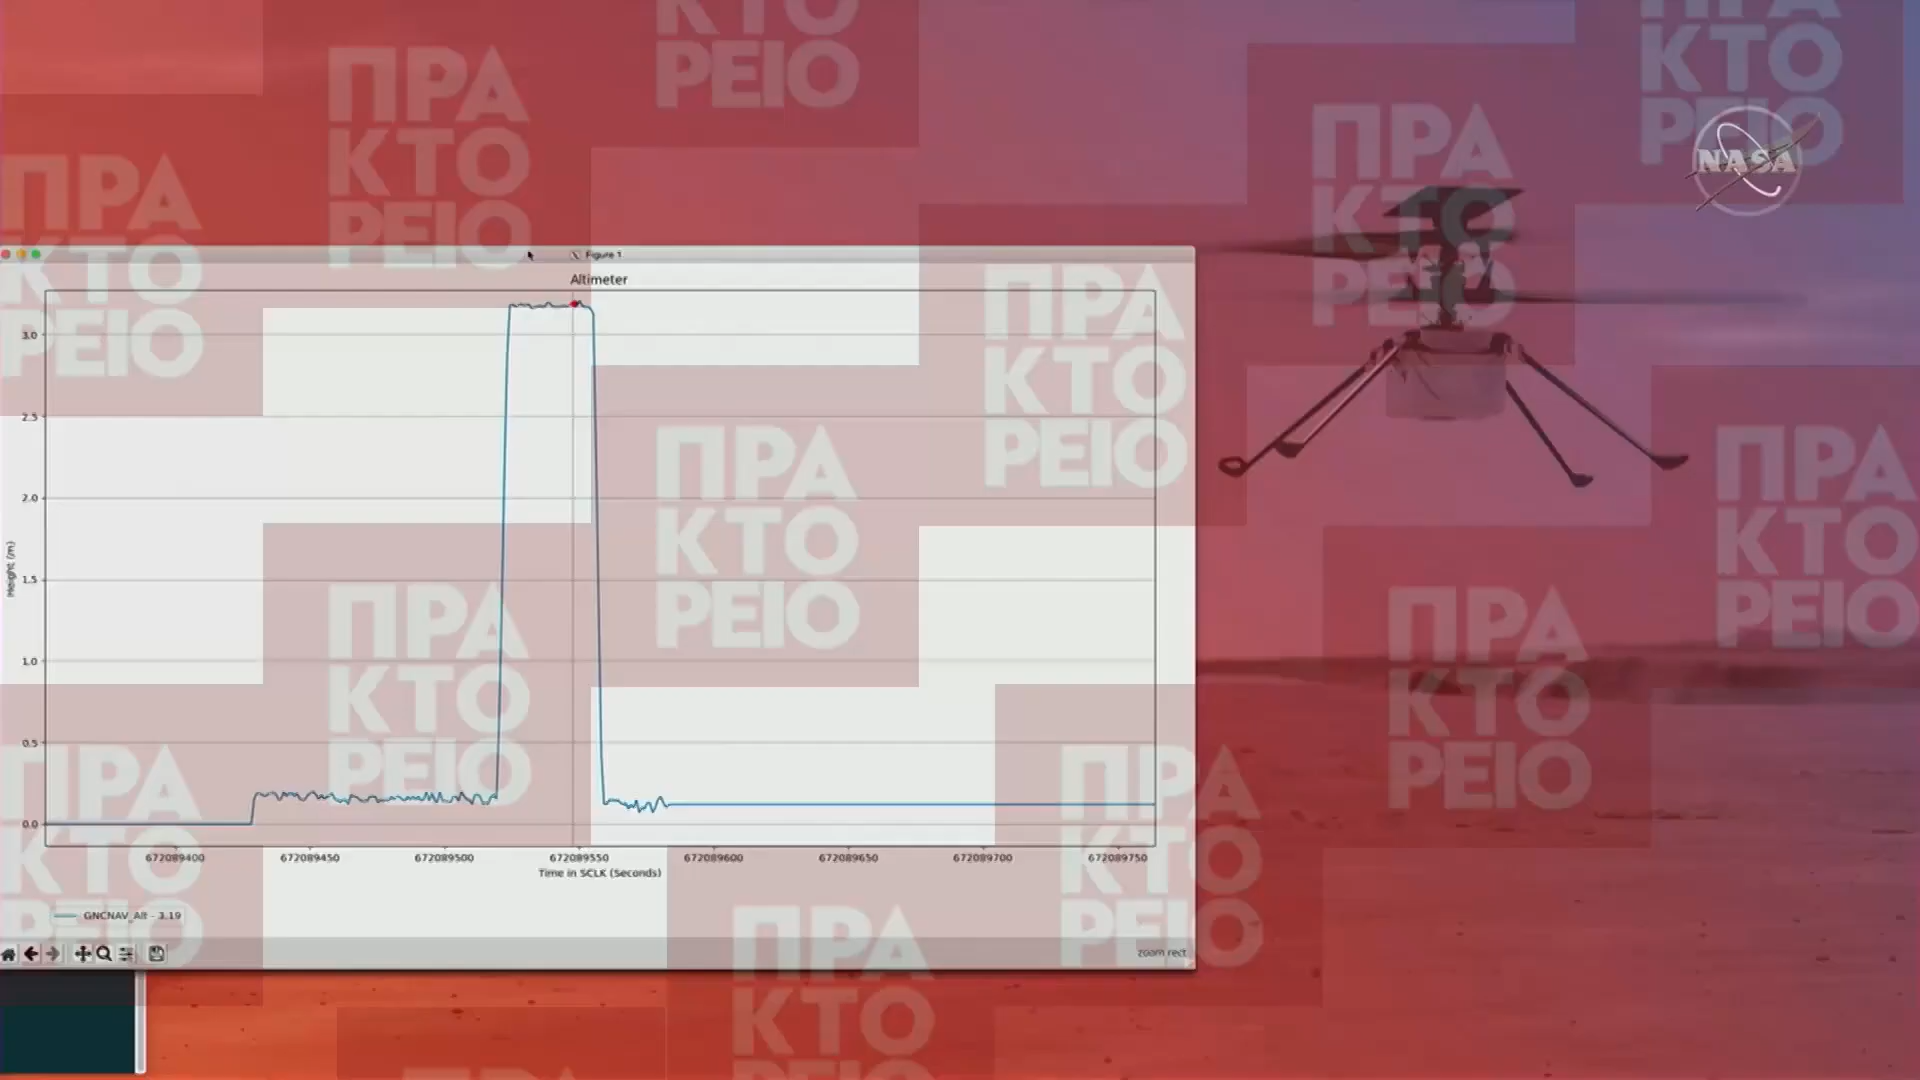 ΠΡΑ
ΚΤΟ
ΡΕΙΟ
NASA
Figure 1
Altimeter
3.0
2.5
2.0
1.5
1.0
0.5
0.0
Height (m)
672089400 672089450 672089500 672089550 672089600 672089650 672089700 672089750
Time in SCLK (Seconds)
GNCNAV_Alt - 3.19
zoom rect